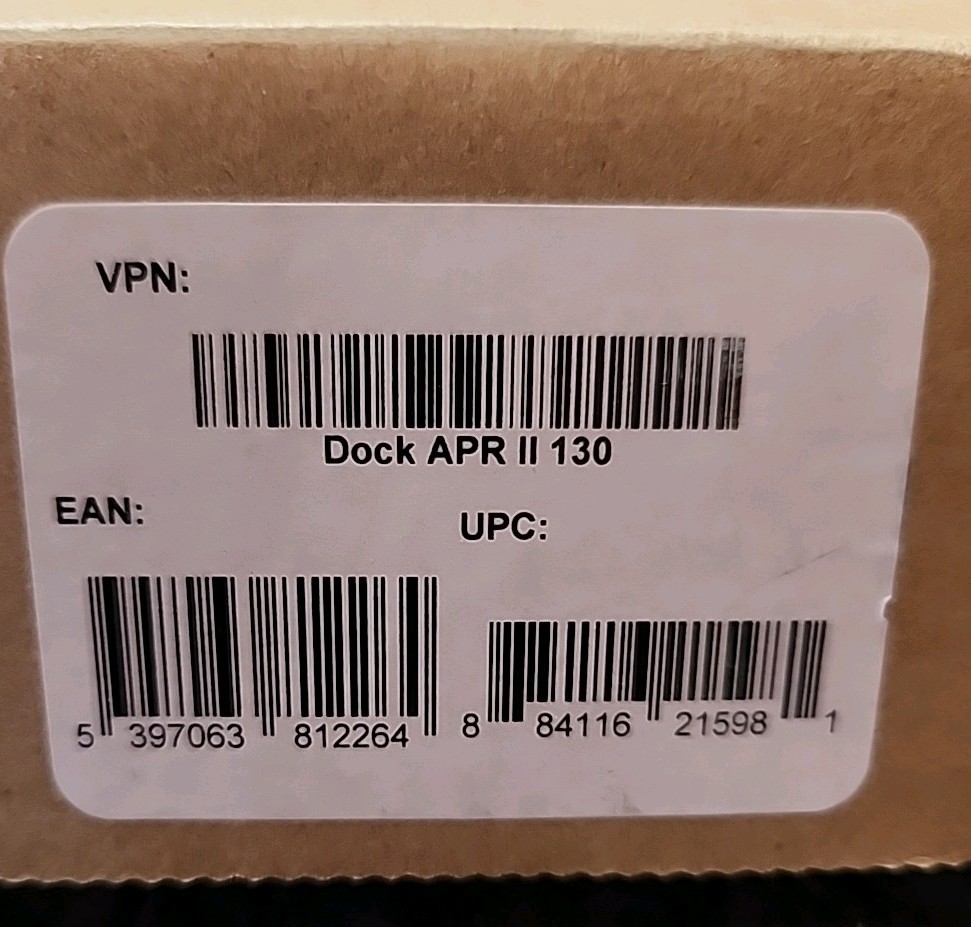 VPN:
Dock APR II 130
EAN:
UPC:
5 397063 812264
8 84116 21598 1